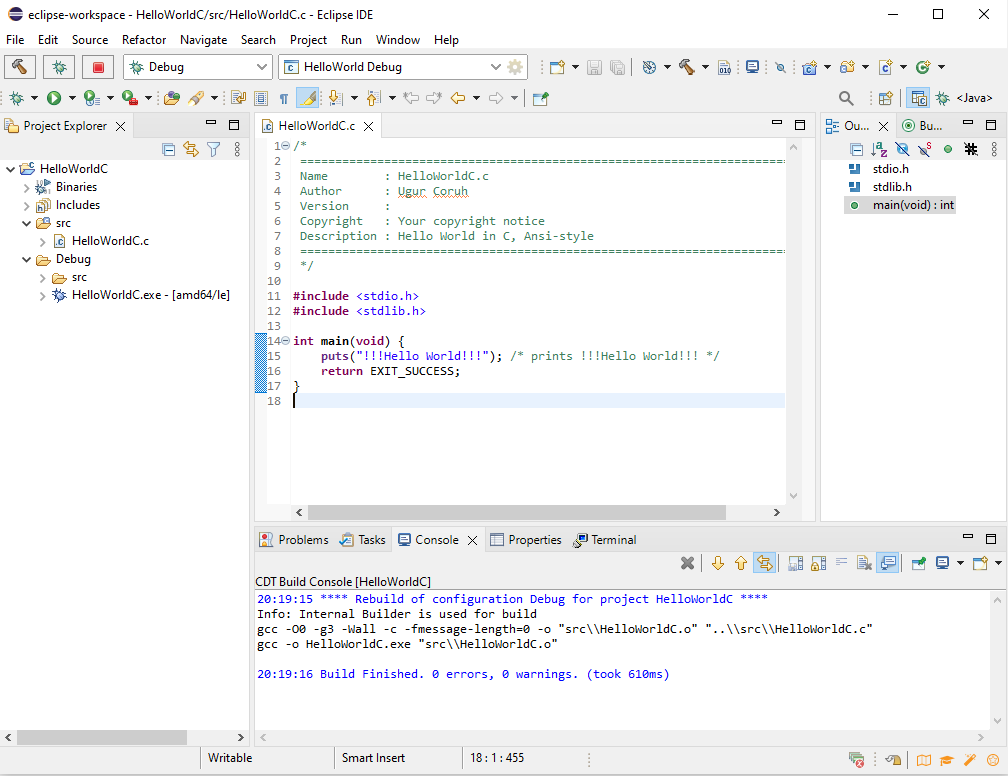 eclipse-workspace - HelloWorldC/src/HelloWorldC.c - Eclipse IDE
File Edit Source Refactor Navigate Search Project Run Window Help
Debug
HelloWorld Debug
<Java>
Project Explorer
HelloWorldC
Binaries
Includes
src
HelloWorldC.c
Debug
src
HelloWorldC.exe - [amd64/le]
HelloWorldC.c
1 /*
2 ============================================================================
3 Name : HelloWorldC.c
4 Author : Ugur Coruh
5 Version :
6 Copyright : Your copyright notice
7 Description : Hello World in C, Ansi-style
8 ============================================================================
9 */
10
11 #include <stdio.h>
12 #include <stdlib.h>
13
14 int main(void) {
15 puts("!!!Hello World!!!"); /* prints !!!Hello World!!! */
16 return EXIT_SUCCESS;
17 }
18
Ou...
Bu...
stdio.h
stdlib.h
main(void) : int
Problems Tasks Console Properties Terminal
CDT Build Console [HelloWorldC]
20:19:15 **** Rebuild of configuration Debug for project HelloWorldC ****
Info: Internal Builder is used for build
gcc -O0 -g3 -Wall -c -fmessage-length=0 -o "src\\HelloWorldC.o" "..\\src\\HelloWorldC.c"
gcc -o HelloWorldC.exe "src\\HelloWorldC.o"
20:19:16 Build Finished. 0 errors, 0 warnings. (took 610ms)
Writable Smart Insert 18 : 1 : 455